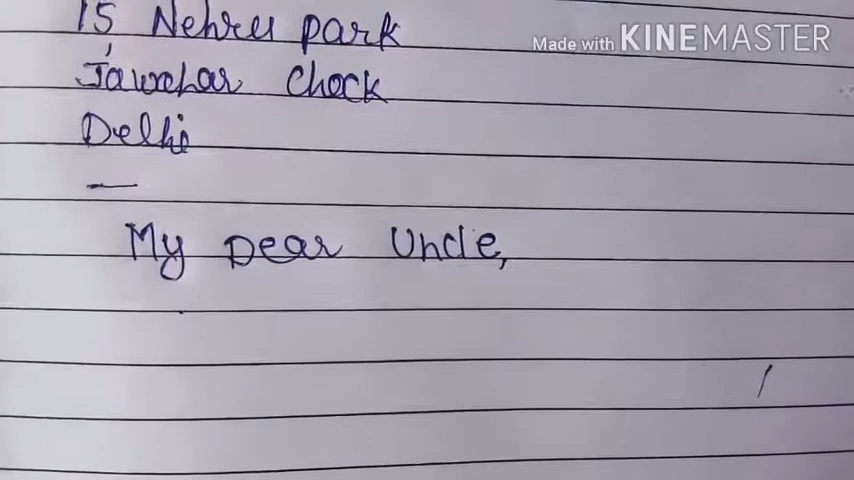 15 Nehru park
Made with KINEMASTER
Jawahar Chock
Delhi
My Dear Uncle,